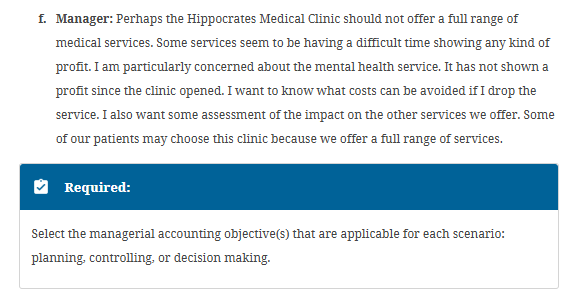 f. Manager: Perhaps the Hippocrates Medical Clinic should not offer a full range of
medical services. Some services seem to be having a difficult time showing any kind of
profit. I am particularly concerned about the mental health service. It has not shown a
profit since the clinic opened. I want to know what costs can be avoided if I drop the
service. I also want some assessment of the impact on the other services we offer. Some
of our patients may choose this clinic because we offer a full range of services.
Required:
Select the managerial accounting objective(s) that are applicable for each scenario:
planning, controlling, or decision making.